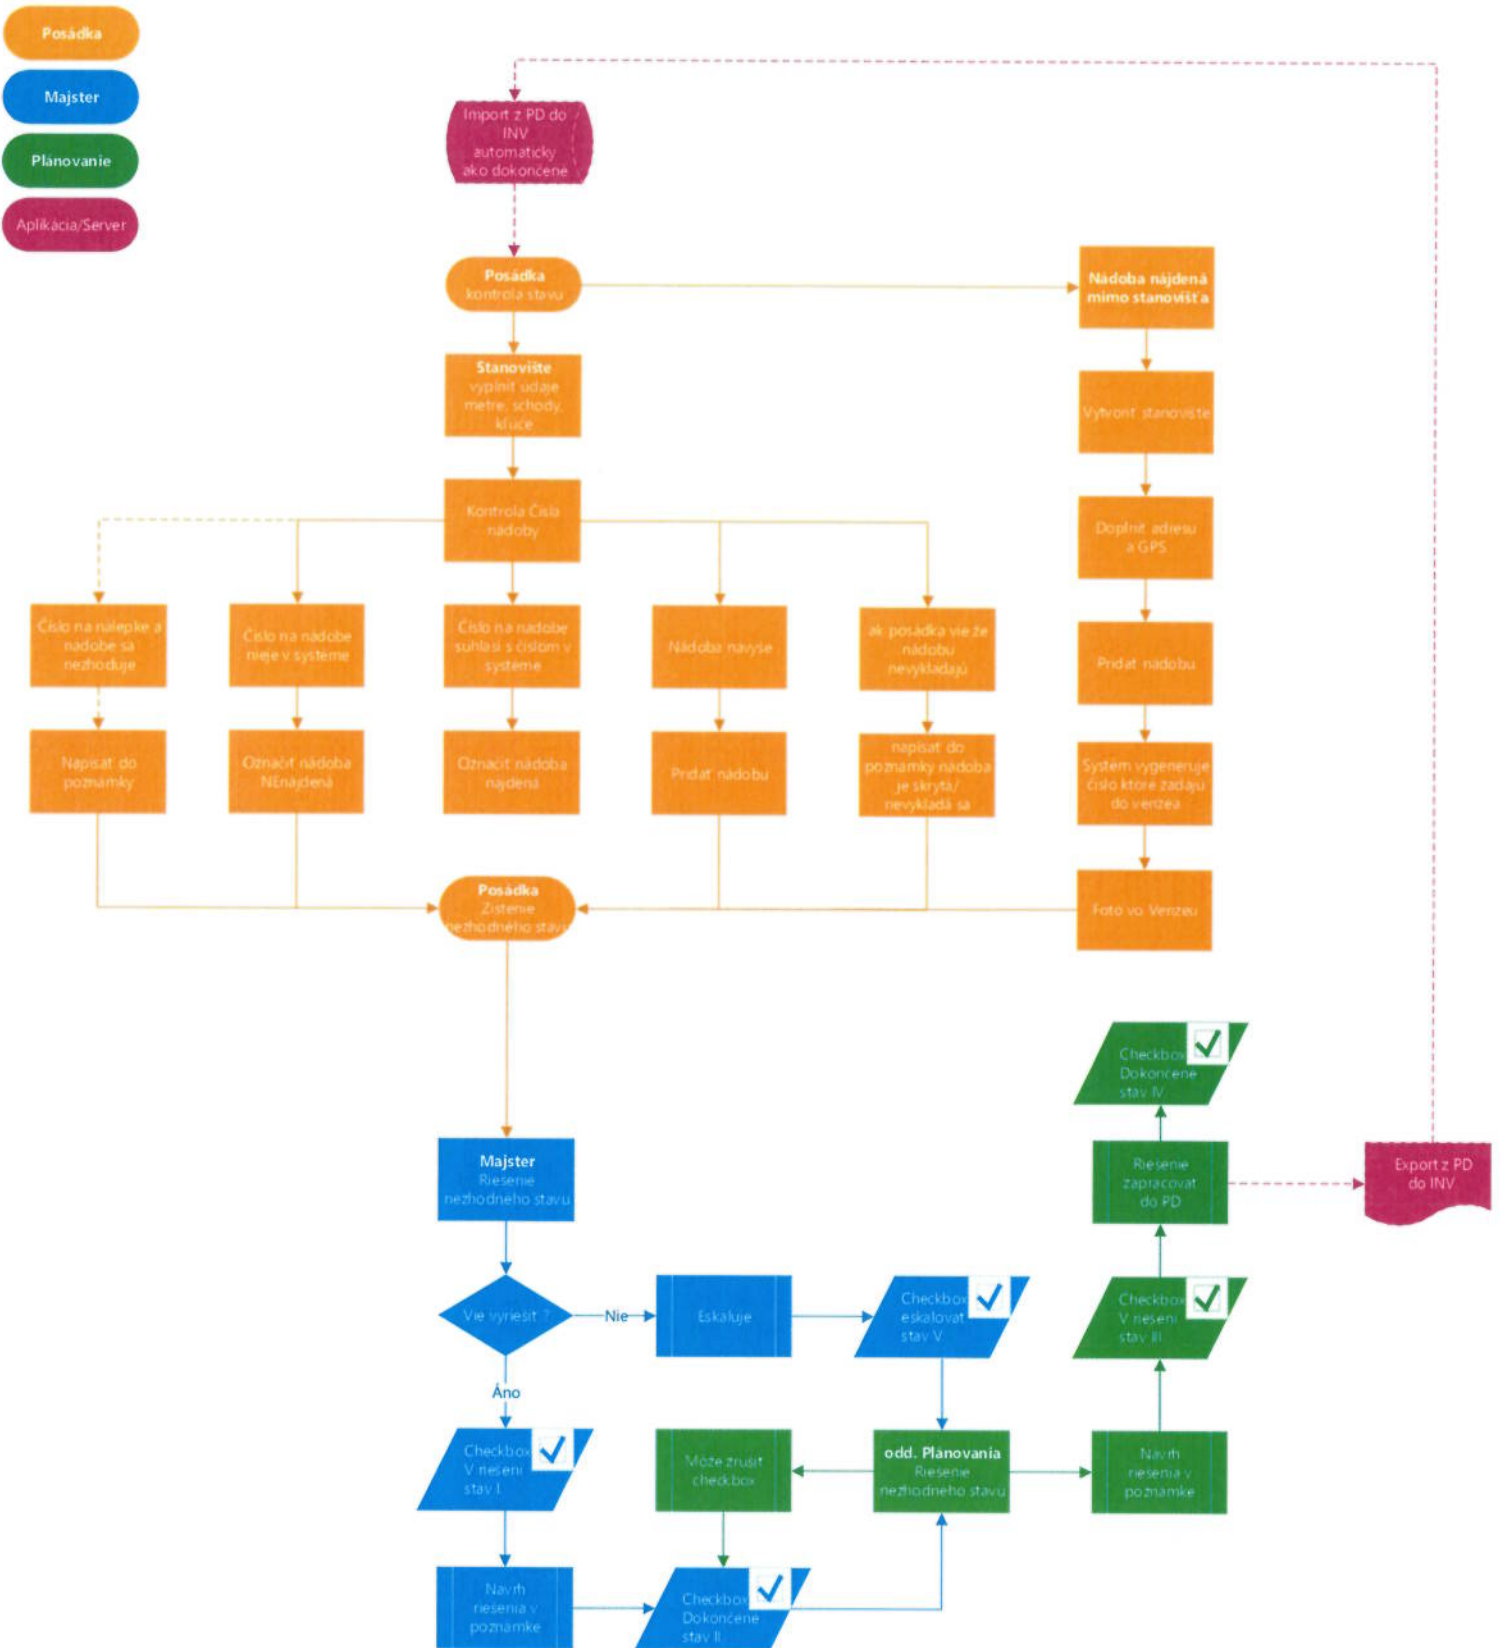 Posádka
Majster
Plánovanie
Aplikácia/Server
Import z PD do
INV
automaticky
ako dokončené
Posádka
kontrola stavu
Nádoba nájdená
mimo stanovišťa
Stanovište
vyplniť údaje
metre, schody,
kľúče
Vytvoriť stanovište
Kontrola Čísla
nádoby
Doplniť adresu
a GPS
Číslo na nálepke a
nádobe sa
nezhoduje
Číslo na nádobe
nieje v systéme
Číslo na nadobe
suhlasí s číslom v
systéme
Nádoba navyše
ak posádka vie že
nádobu
nevykladajú
Pridať nádobu
Napísať do
poznámky
Označiť nádoba
NEnájdená
Označiť nádoba
najdená
Pridať nádobu
napísať do
poznámky nádoba
je skrytá/
nevykladá sa
Systém vygeneruje
číslo ktoré zadajú
do venzea
Posádka
Zistenie
nezhodného stavu
Foto vo Venzeu
Checkbox
Dokončené
stav IV.
Majster
Riešenie
nezhodneho stavu
Riešenie
zapracovať
do PD
Export z PD
do INV
Vie vyriešiť ?
Nie
Eskaluje
Checkbox
eskalovať
stav V
Checkbox
V riešení
stav III
Áno
Checkbox
V riešení
stav I.
Môže zrušiť
checkbox
odd. Plánovania
Riešenie
nezhodneho stavu
Návrh
riešenia v
poznámke
Návrh
riešenia v
poznámke
Checkbox
Dokončené
stav II